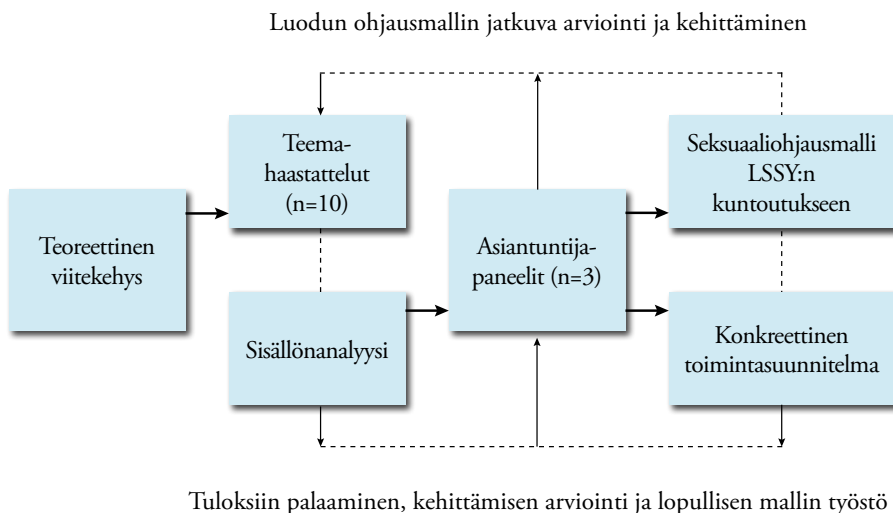 Luodun ohjausmallin jatkuva arviointi ja kehittäminen
Teoreettinen
viitekehys
Teema-
haastattelut
(n=10)
Sisällönanalyysi
Asiantuntija-
paneelit (n=3)
Seksuaaliohjausmalli
LSSY:n
kuntoutukseen
Konkreettinen
toimintasuunnitelma
Tuloksiin palaaminen, kehittämisen arviointi ja lopullisen mallin työstö